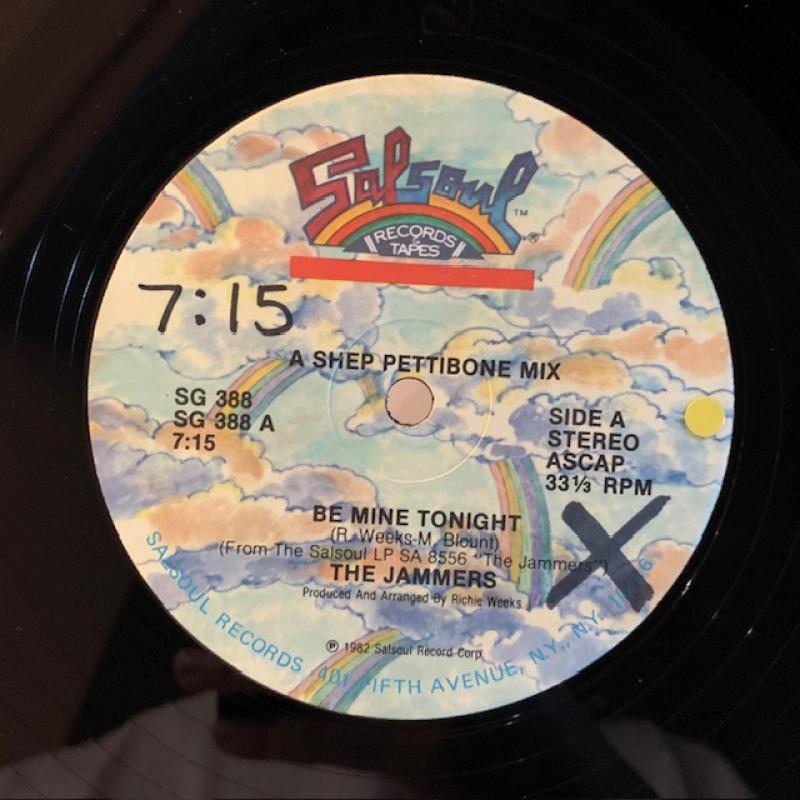 Salsoul TM
®
RECORDS
&
TAPES
7:15
A SHEP PETTIBONE MIX
SG 388
SG 388 A
7:15
SIDE A
STEREO
ASCAP
33⅓ RPM
X
BE MINE TONIGHT
(R. Weeks-M. Blount)
(From The Salsoul LP SA 8556 "The Jammers")
THE JAMMERS
Produced And Arranged By Richie Weeks
℗ 1982 Salsoul Record Corp.
SALSOUL RECORDS 401 FIFTH AVENUE, N.Y., N.Y.